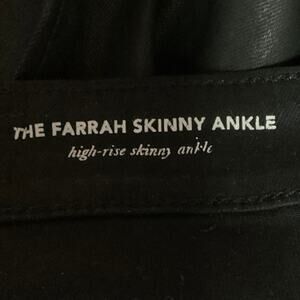 THE FARRAH SKINNY ANKLE
high-rise skinny ankle